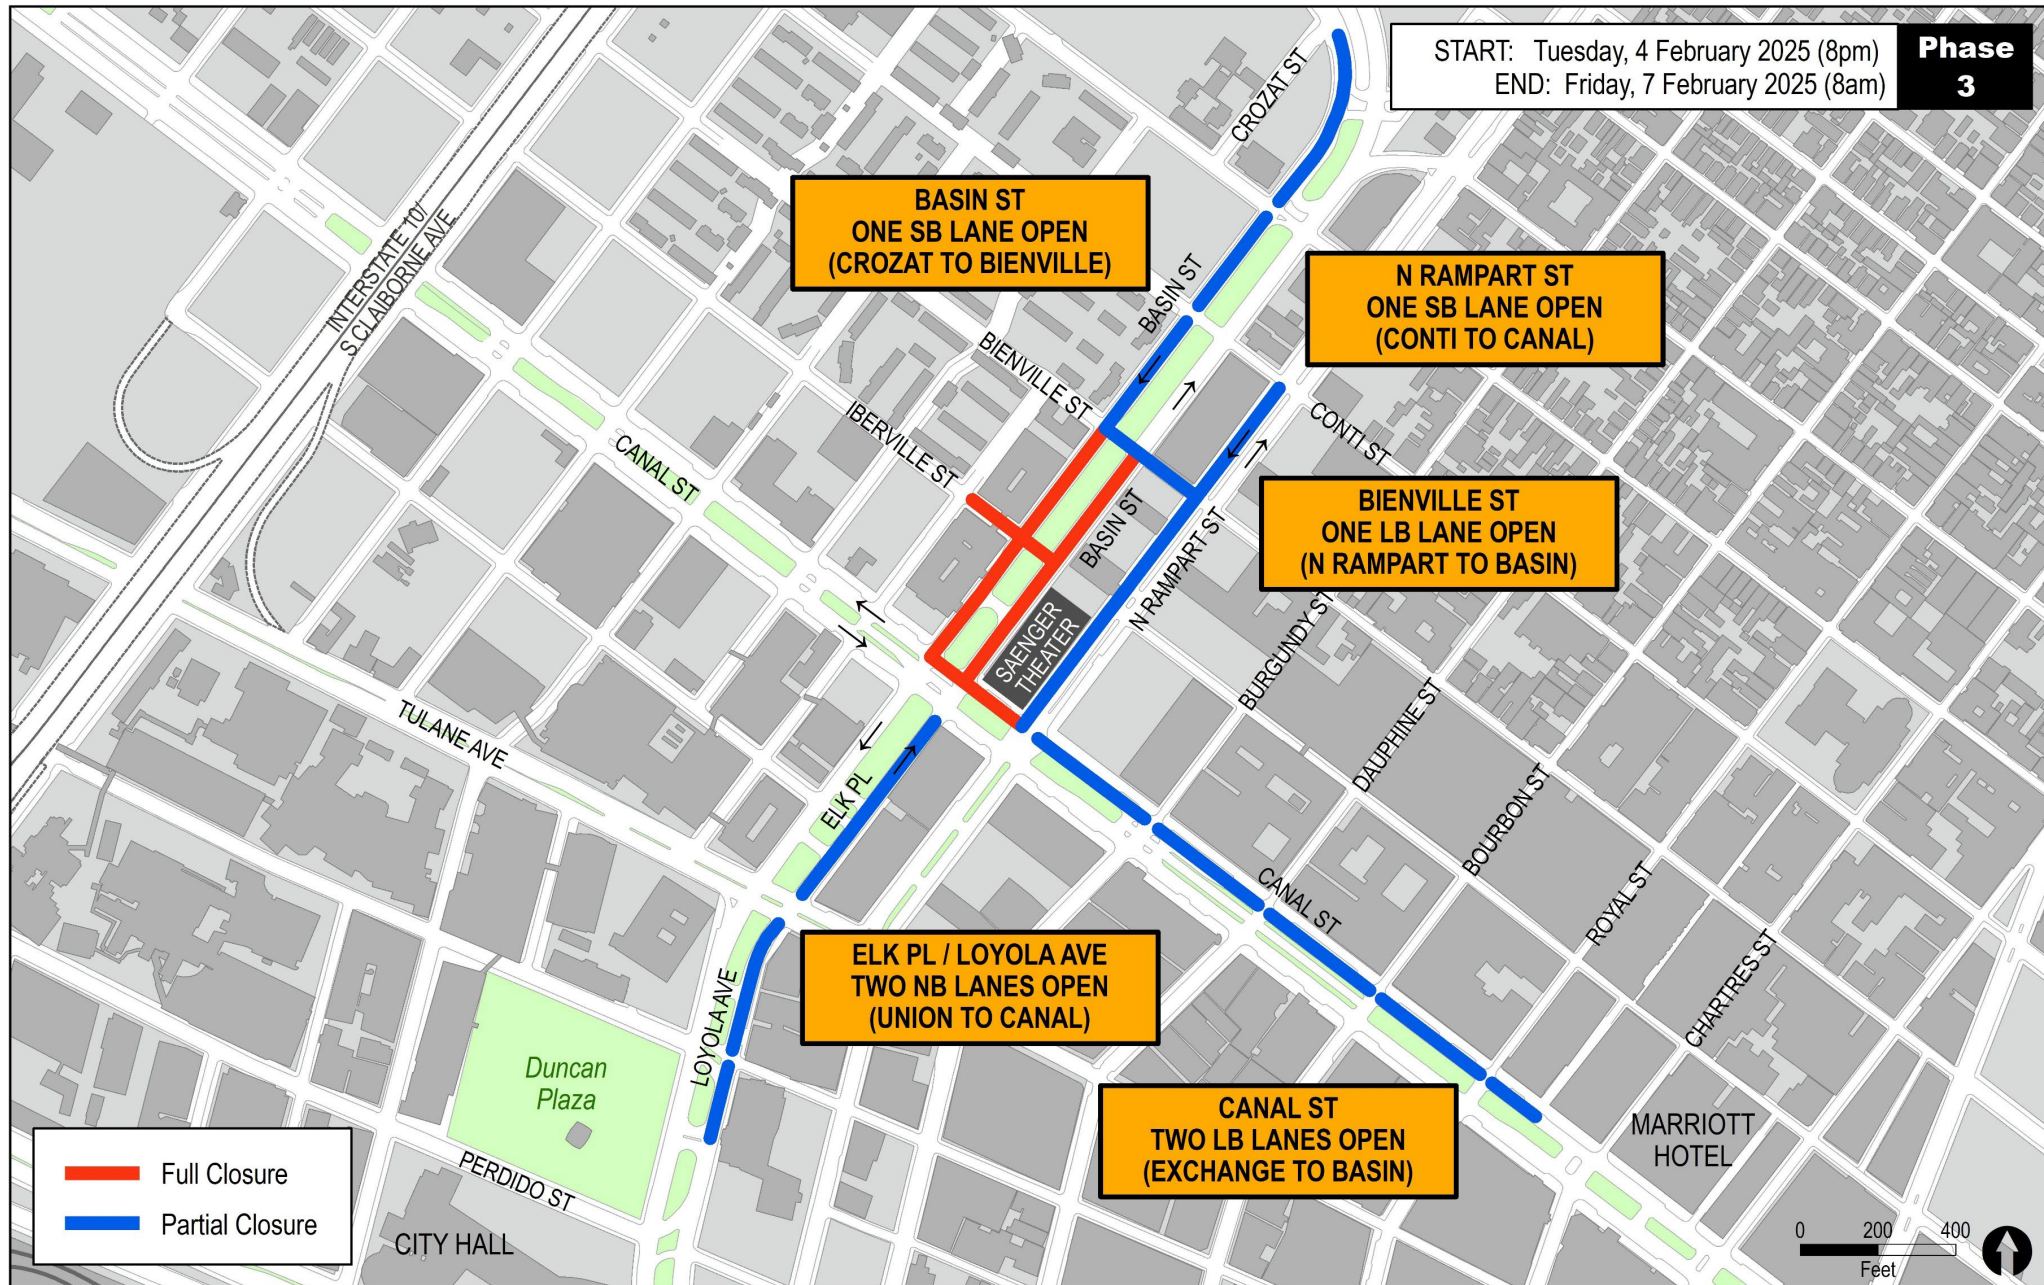 START: Tuesday, 4 February 2025 (8pm)
END: Friday, 7 February 2025 (8am)
Phase
3
CROZAT ST
BASIN ST
ONE SB LANE OPEN
(CROZAT TO BIENVILLE)
INTERSTATE 10/
S CLAIBORNE AVE
BASIN ST
N RAMPART ST
ONE SB LANE OPEN
(CONTI TO CANAL)
BIENVILLE ST
IBERVILLE ST
CONTI ST
CANAL ST
BASIN ST
N RAMPART ST
BIENVILLE ST
ONE LB LANE OPEN
(N RAMPART TO BASIN)
SAENGER
THEATER
BURGUNDY ST
DAUPHINE ST
BOURBON ST
ROYAL ST
CHARTRES ST
TULANE AVE
ELK PL
CANAL ST
ELK PL / LOYOLA AVE
TWO NB LANES OPEN
(UNION TO CANAL)
LOYOLA AVE
Duncan
Plaza
CANAL ST
TWO LB LANES OPEN
(EXCHANGE TO BASIN)
MARRIOTT
HOTEL
PERDIDO ST
CITY HALL
Full Closure
Partial Closure
0 200 400
Feet